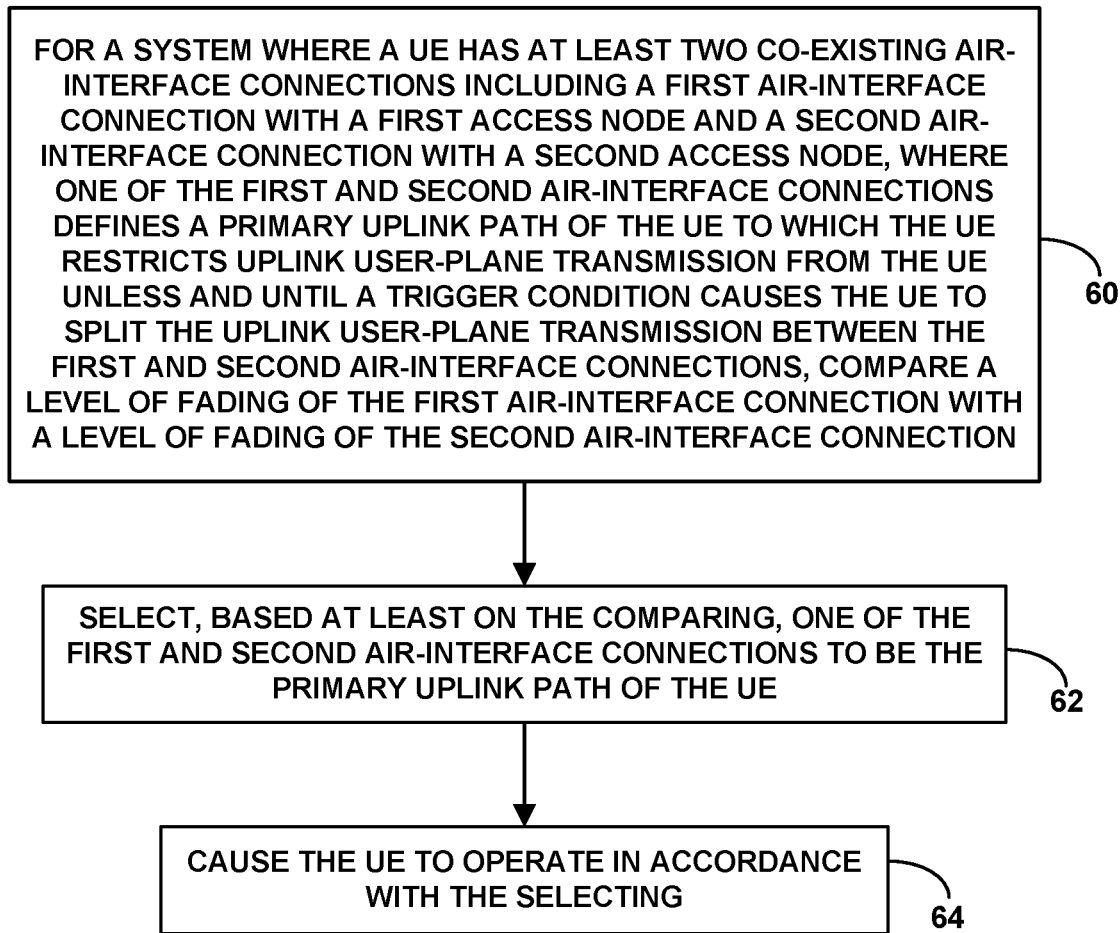 FOR A SYSTEM WHERE A UE HAS AT LEAST TWO CO-EXISTING AIR-
INTERFACE CONNECTIONS INCLUDING A FIRST AIR-INTERFACE
CONNECTION WITH A FIRST ACCESS NODE AND A SECOND AIR-
INTERFACE CONNECTION WITH A SECOND ACCESS NODE, WHERE
ONE OF THE FIRST AND SECOND AIR-INTERFACE CONNECTIONS
DEFINES A PRIMARY UPLINK PATH OF THE UE TO WHICH THE UE
RESTRICTS UPLINK USER-PLANE TRANSMISSION FROM THE UE
UNLESS AND UNTIL A TRIGGER CONDITION CAUSES THE UE TO
SPLIT THE UPLINK USER-PLANE TRANSMISSION BETWEEN THE
FIRST AND SECOND AIR-INTERFACE CONNECTIONS, COMPARE A
LEVEL OF FADING OF THE FIRST AIR-INTERFACE CONNECTION WITH
A LEVEL OF FADING OF THE SECOND AIR-INTERFACE CONNECTION
60
SELECT, BASED AT LEAST ON THE COMPARING, ONE OF THE
FIRST AND SECOND AIR-INTERFACE CONNECTIONS TO BE THE
PRIMARY UPLINK PATH OF THE UE
62
CAUSE THE UE TO OPERATE IN ACCORDANCE
WITH THE SELECTING
64